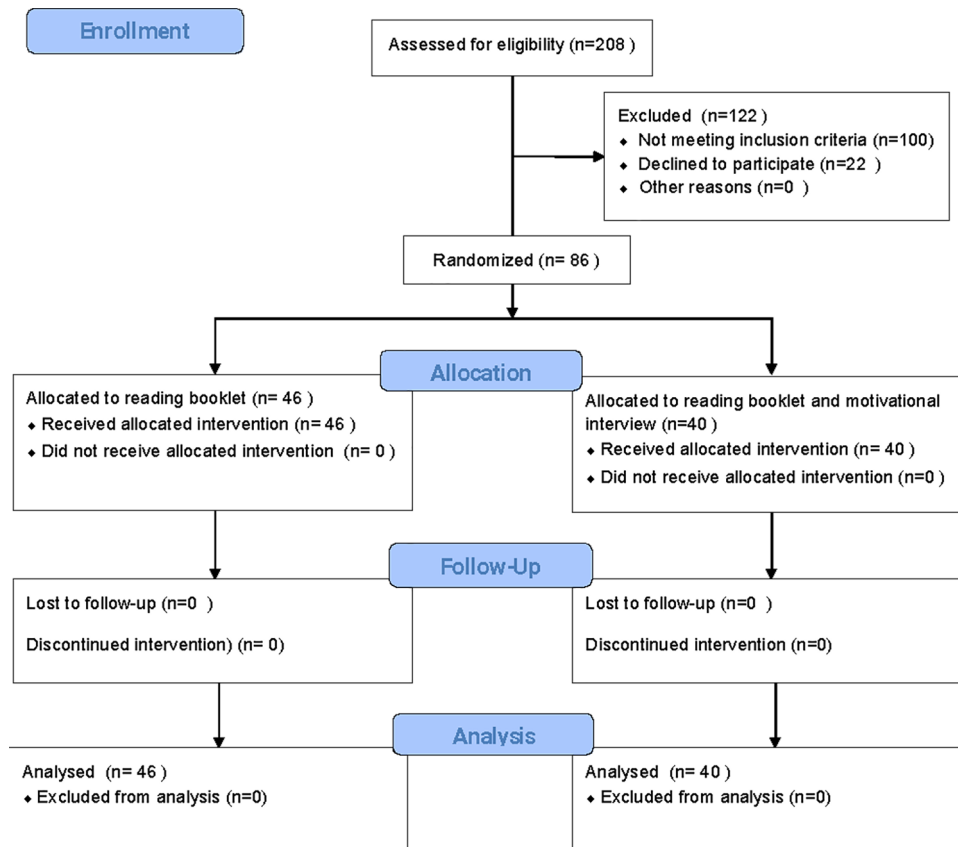 Enrollment
Assessed for eligibility (n=208 )
Excluded (n=122 )
♦ Not meeting inclusion criteria (n=100)
♦ Declined to participate (n=22 )
♦ Other reasons (n=0 )
Randomized (n= 86 )
Allocation
Allocated to reading booklet (n= 46 )
♦ Received allocated intervention (n= 46 )
♦ Did not receive allocated intervention (n= 0 )
Allocated to reading booklet and motivational
interview (n=40 )
♦ Received allocated intervention (n= 40 )
♦ Did not receive allocated intervention (n=0 )
Follow-Up
Lost to follow-up (n=0 )
Discontinued intervention) (n= 0)
Lost to follow-up (n=0 )
Discontinued intervention (n=0)
Analysis
Analysed (n= 46 )
♦ Excluded from analysis (n=0)
Analysed (n= 40 )
♦ Excluded from analysis (n=0)